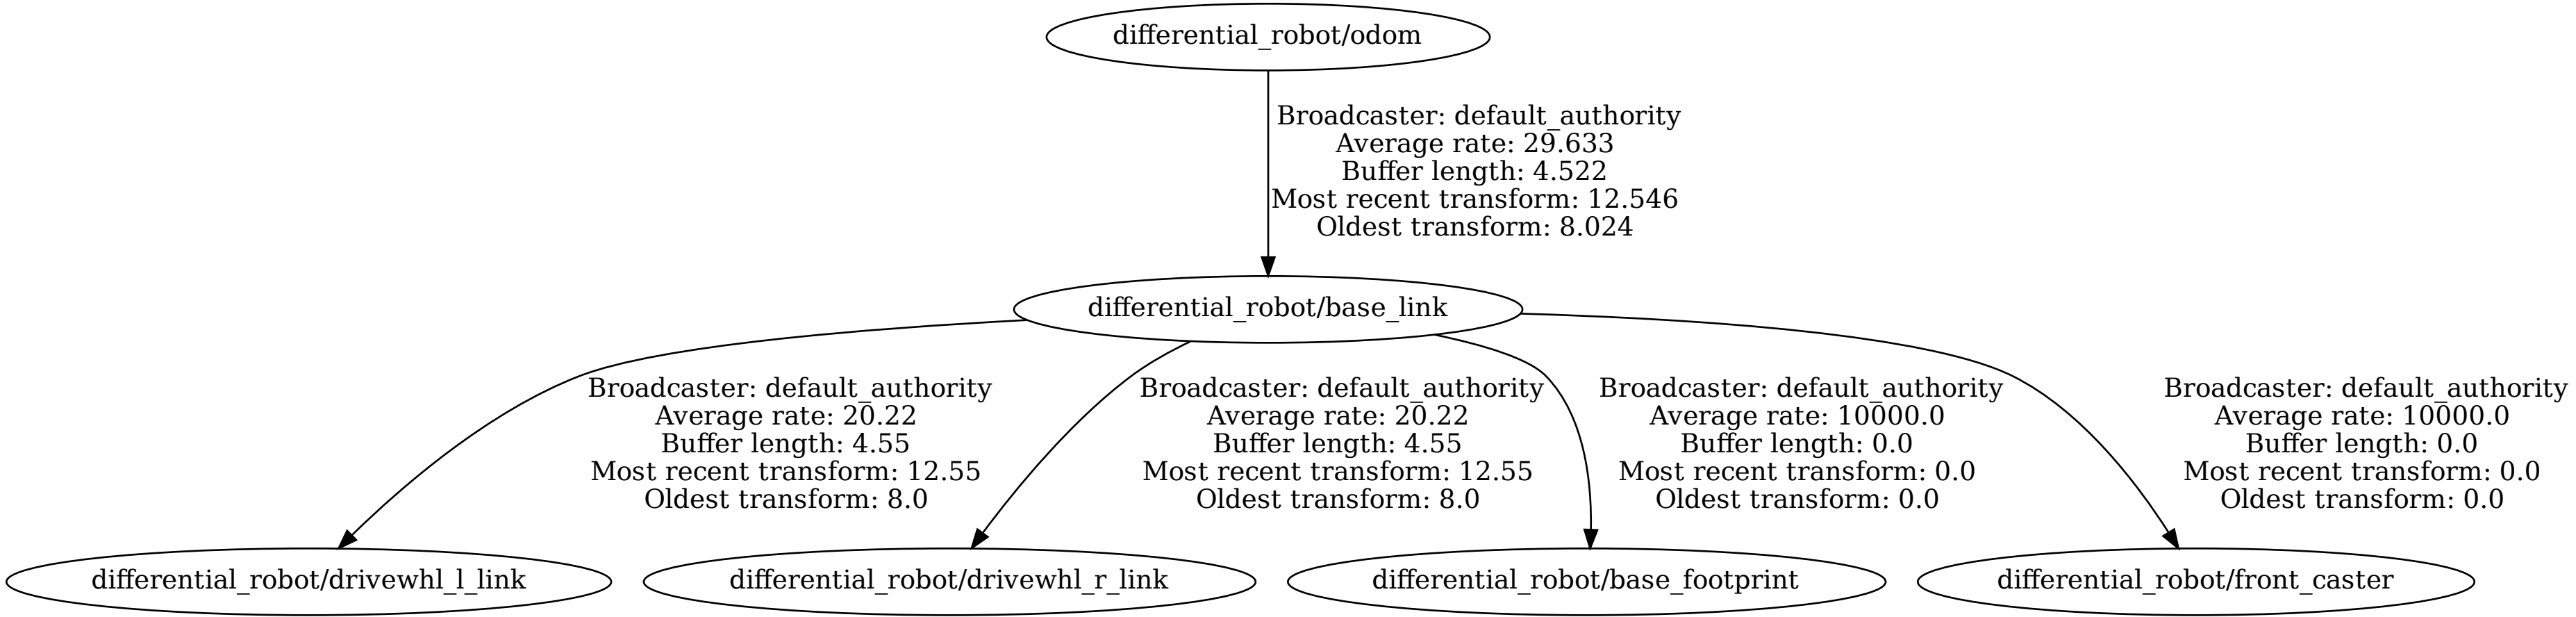 differential_robot/odom
Broadcaster: default_authority
Average rate: 29.633
Buffer length: 4.522
Most recent transform: 12.546
Oldest transform: 8.024
differential_robot/base_link
Broadcaster: default_authority
Average rate: 20.22
Buffer length: 4.55
Most recent transform: 12.55
Oldest transform: 8.0
Broadcaster: default_authority
Average rate: 20.22
Buffer length: 4.55
Most recent transform: 12.55
Oldest transform: 8.0
Broadcaster: default_authority
Average rate: 10000.0
Buffer length: 0.0
Most recent transform: 0.0
Oldest transform: 0.0
Broadcaster: default_authority
Average rate: 10000.0
Buffer length: 0.0
Most recent transform: 0.0
Oldest transform: 0.0
differential_robot/drivewhl_l_link
differential_robot/drivewhl_r_link
differential_robot/base_footprint
differential_robot/front_caster